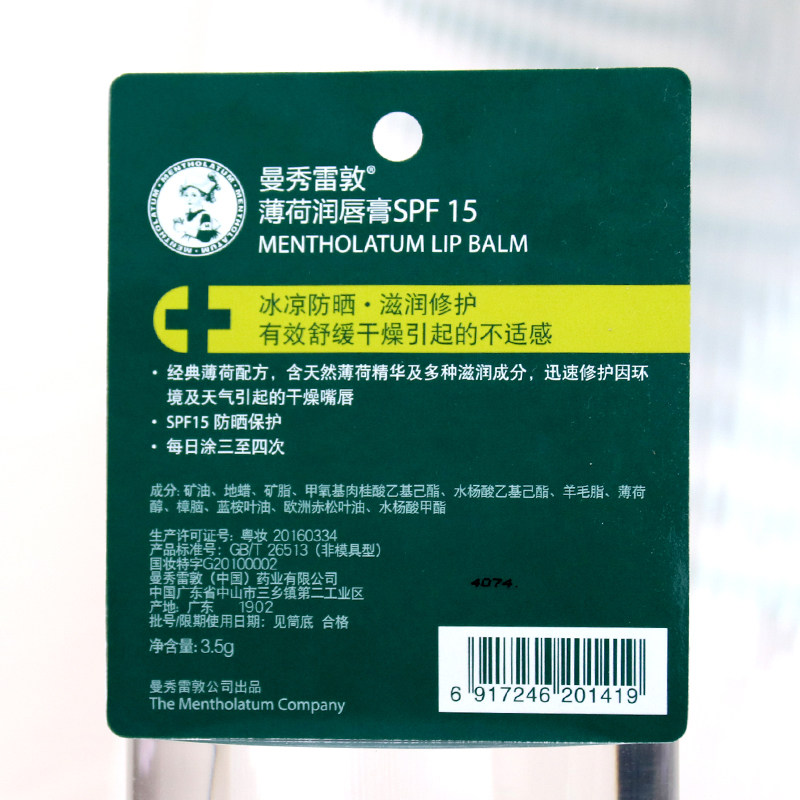 MENTHOLATUM · MENTHOLATUM · MENTHOLATUM
曼秀雷敦®
薄荷润唇膏SPF 15
MENTHOLATUM LIP BALM
冰凉防晒·滋润修护
有效舒缓干燥引起的不适感
· 经典薄荷配方，含天然薄荷精华及多种滋润成分，迅速修护因环
境及天气引起的干燥嘴唇
· SPF15 防晒保护
· 每日涂三至四次
成分: 矿油、地蜡、矿脂、甲氧基肉桂酸乙基己酯、水杨酸乙基己酯、羊毛脂、薄荷
醇、樟脑、蓝桉叶油、欧洲赤松叶油、水杨酸甲酯
生产许可证号：粤妆 20160334
产品标准号：GB/T 26513（非模具型）
国妆特字G20100002
曼秀雷敦（中国）药业有限公司
中国广东省中山市三乡镇第二工业区
产地: 广东 1902
批号/限期使用日期：见筒底 合格
4074.
净含量: 3.5g
曼秀雷敦公司出品
The Mentholatum Company
6 917246 201419